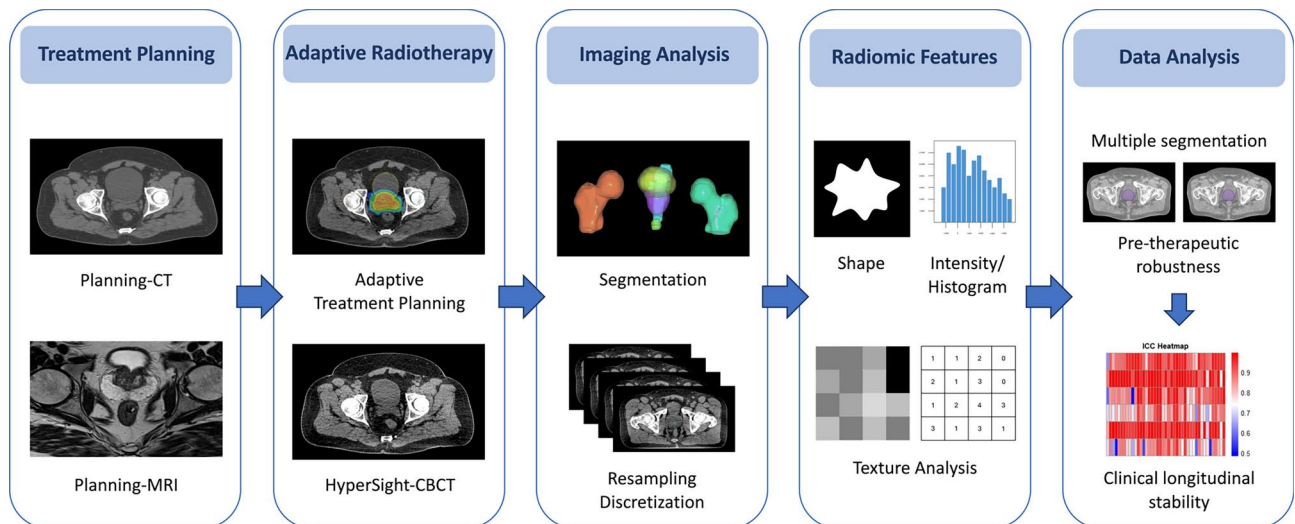 Treatment Planning
Planning-CT
Planning-MRI
Adaptive Radiotherapy
Adaptive
Treatment Planning
HyperSight-CBCT
Imaging Analysis
Segmentation
Resampling
Discretization
Radiomic Features
Shape
Intensity/
Histogram
1 1 2 0
2 1 3 0
1 2 4 3
3 1 3 1
Texture Analysis
Data Analysis
Multiple segmentation
Pre-therapeutic
robustness
ICC Heatmap
0.9
0.8
0.7
0.6
0.5
Clinical longitudinal
stability